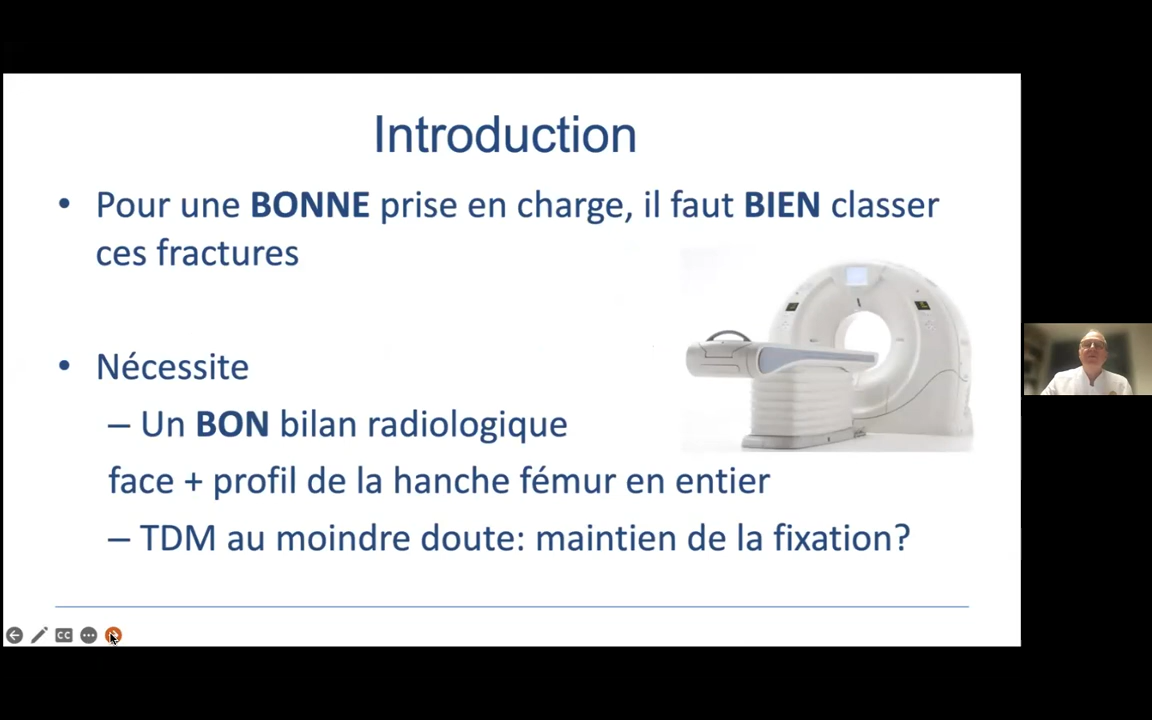 Introduction
• Pour une BONNE prise en charge, il faut BIEN classer
ces fractures
• Nécessite
– Un BON bilan radiologique
face + profil de la hanche fémur en entier
– TDM au moindre doute: maintien de la fixation?
CC